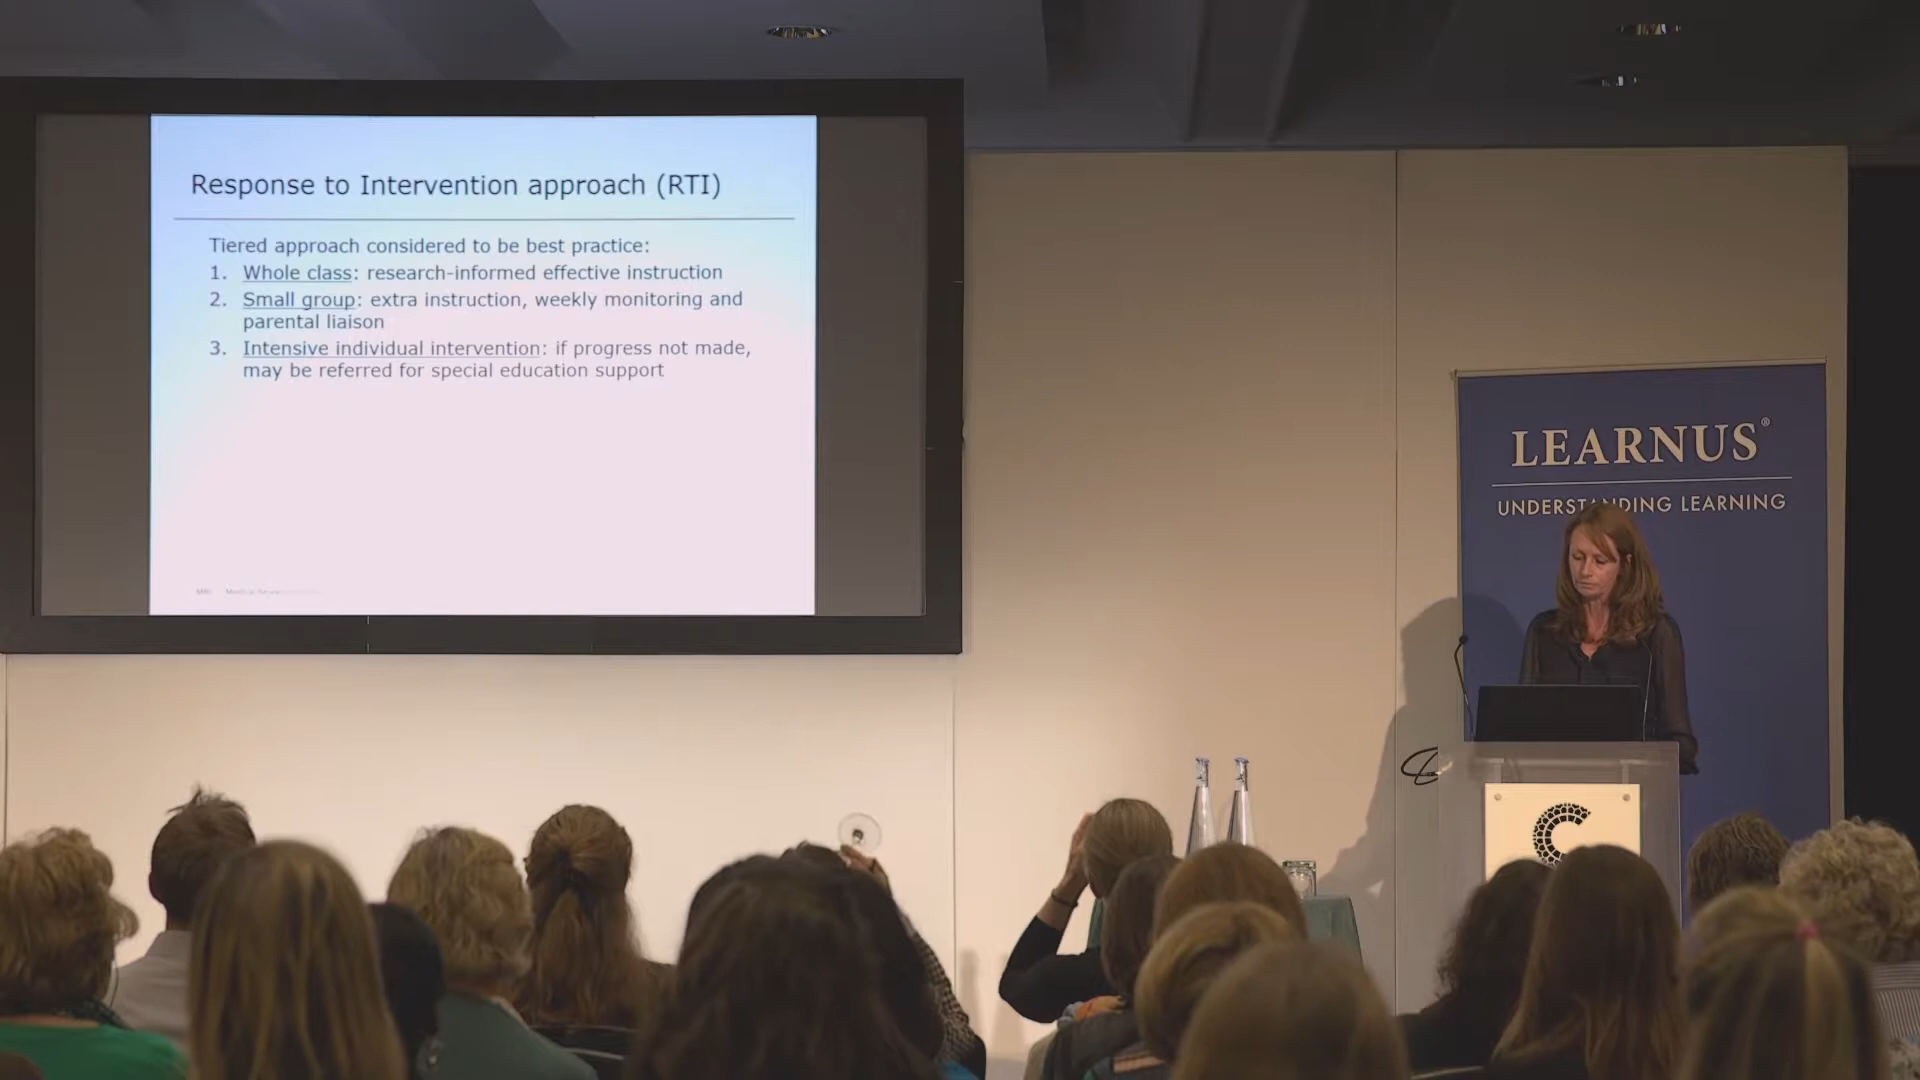 Response to Intervention approach (RTI)
Tiered approach considered to be best practice:
1. Whole class: research-informed effective instruction
2. Small group: extra instruction, weekly monitoring and
parental liaison
3. Intensive individual intervention: if progress not made,
may be referred for special education support
LEARNUS®
UNDERSTANDING LEARNING